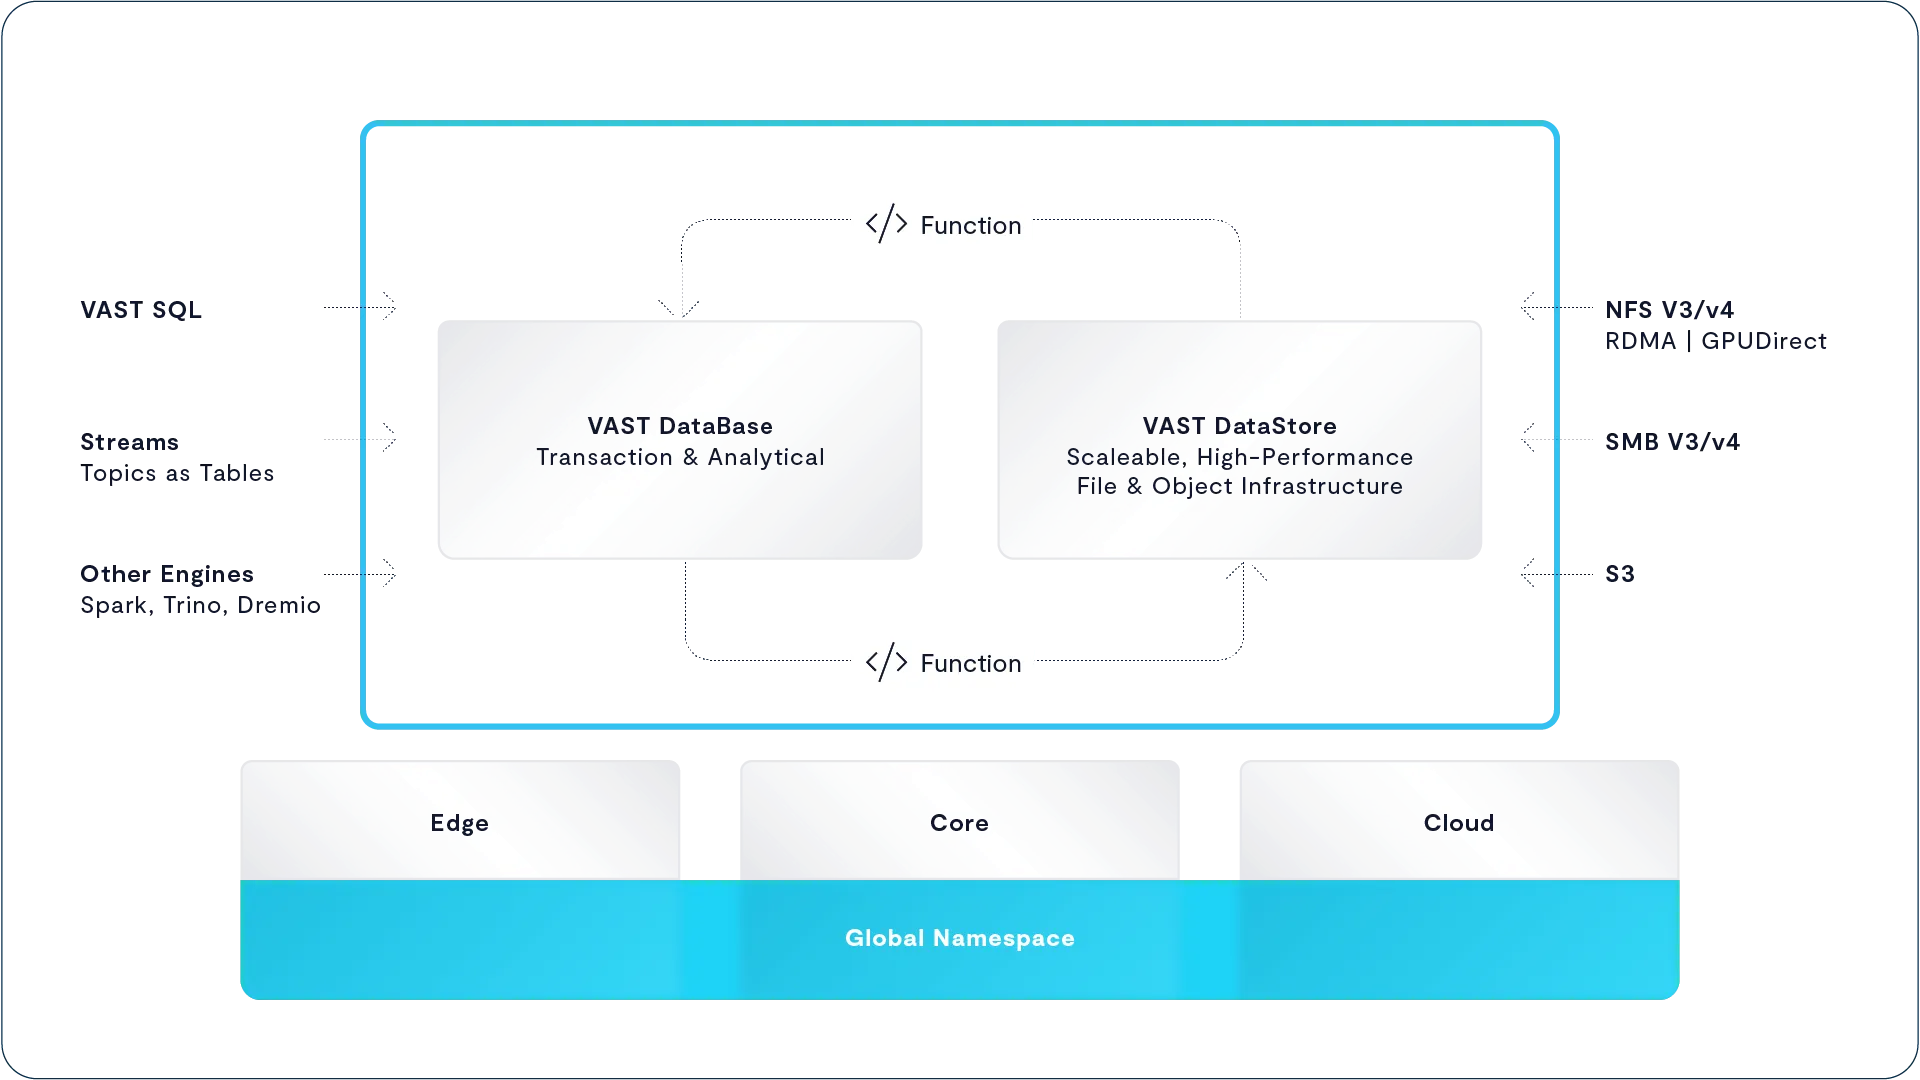 </> Function
VAST SQL
Streams
Topics as Tables
Other Engines
Spark, Trino, Dremio
VAST DataBase
Transaction & Analytical
VAST DataStore
Scaleable, High-Performance
File & Object Infrastructure
NFS V3/v4
RDMA | GPUDirect
SMB V3/v4
S3
</> Function
Edge
Core
Cloud
Global Namespace